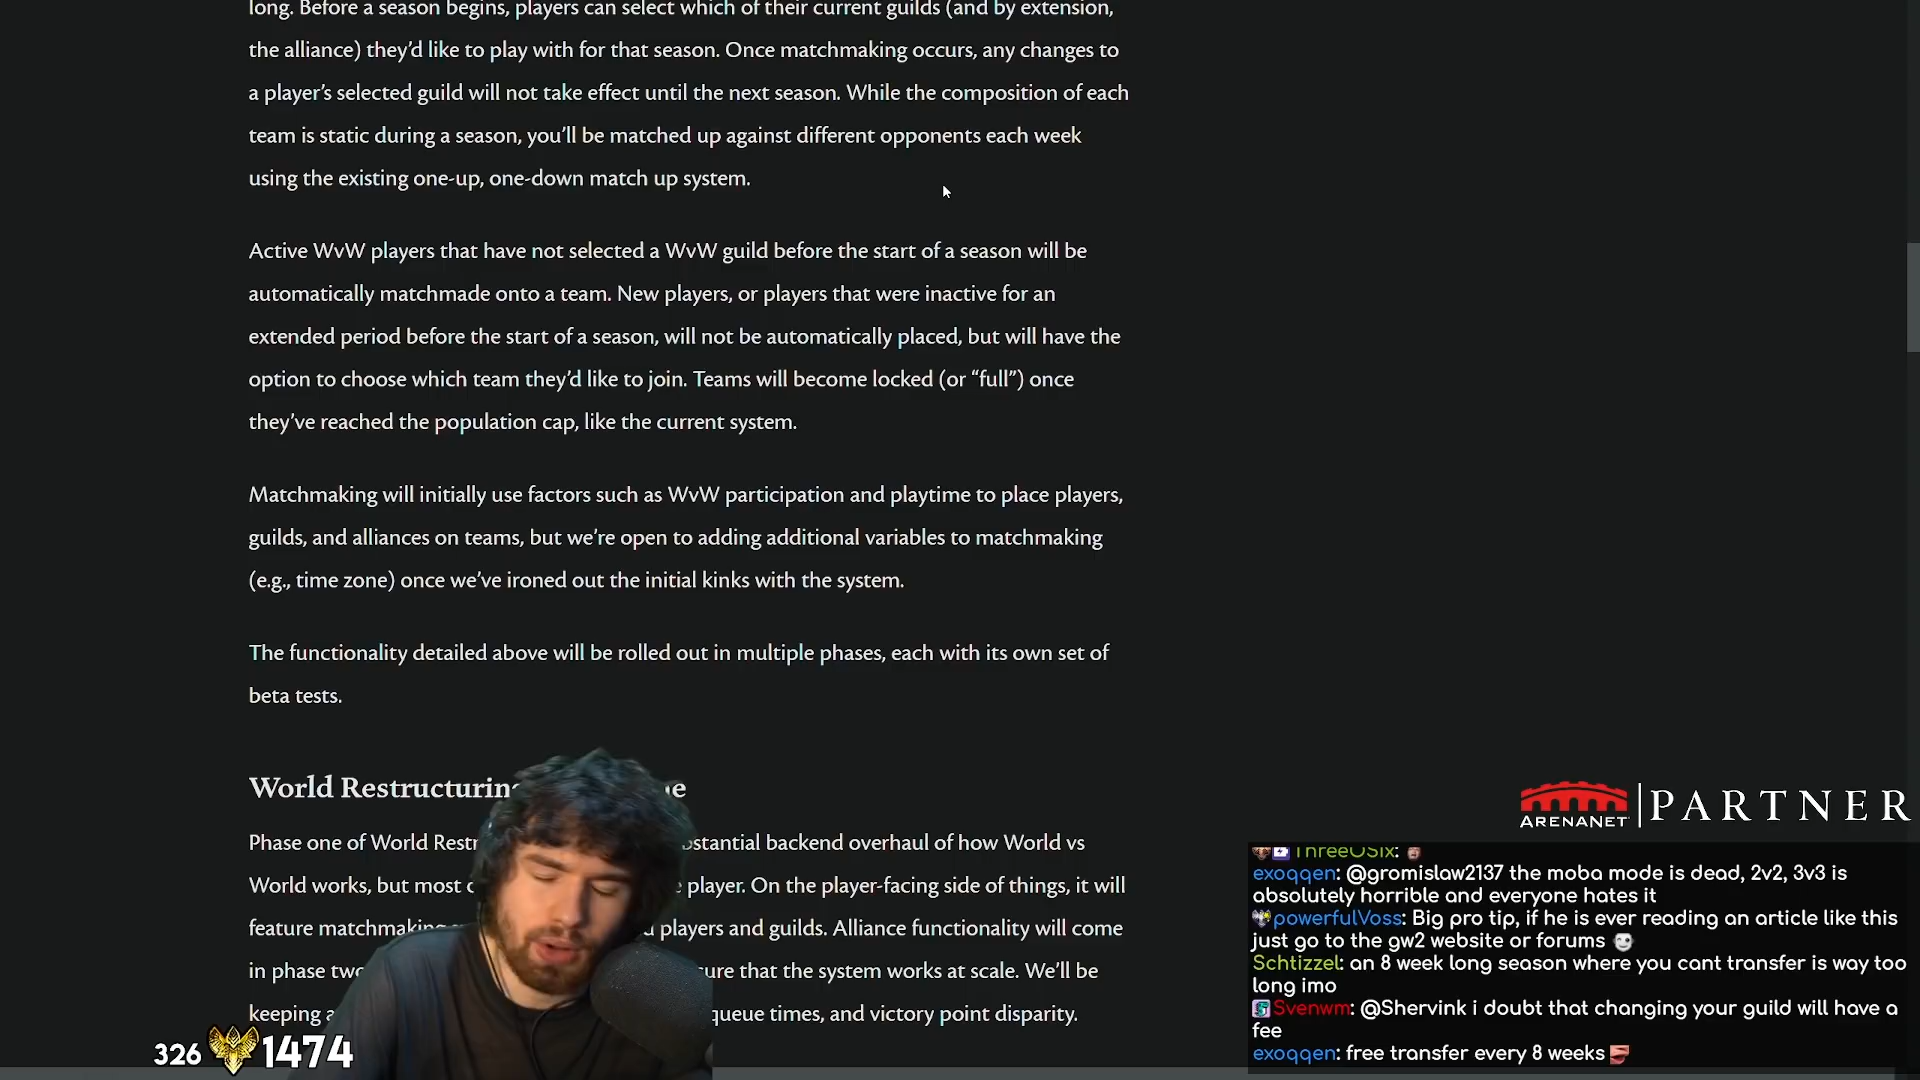 long. Before a season begins, players can select which of their current guilds (and by extension,
the alliance) they’d like to play with for that season. Once matchmaking occurs, any changes to
a player’s selected guild will not take effect until the next season. While the composition of each
team is static during a season, you’ll be matched up against different opponents each week
using the existing one-up, one-down match up system.
Active WvW players that have not selected a WvW guild before the start of a season will be
automatically matchmade onto a team. New players, or players that were inactive for an
extended period before the start of a season, will not be automatically placed, but will have the
option to choose which team they’d like to join. Teams will become locked (or “full”) once
they’ve reached the population cap, like the current system.
Matchmaking will initially use factors such as WvW participation and playtime to place players,
guilds, and alliances on teams, but we’re open to adding additional variables to matchmaking
(e.g., time zone) once we’ve ironed out the initial kinks with the system.
The functionality detailed above will be rolled out in multiple phases, each with its own set of
beta tests.
World Restructuring
Phase one of World backend overhaul of how World vs
World works, but most player. On the player-facing side of things, it will
feature matchmaking players and guilds. Alliance functionality will come
in phase that the system works at scale. We’ll be
keeping queue times, and victory point disparity.
326 1474
ARENANET PARTNER
ThreeOSix:
exoqqen: @gromislaw2137 the moba mode is dead, 2v2, 3v3 is
absolutely horrible and everyone hates it
powerfulVoss: Big pro tip, if he is ever reading an article like this
just go to the gw2 website or forums
Schtizzel: an 8 week long season where you cant transfer is way too
long imo
Svenwm: @Shervink i doubt that changing your guild will have a
fee
exoqqen: free transfer every 8 weeks